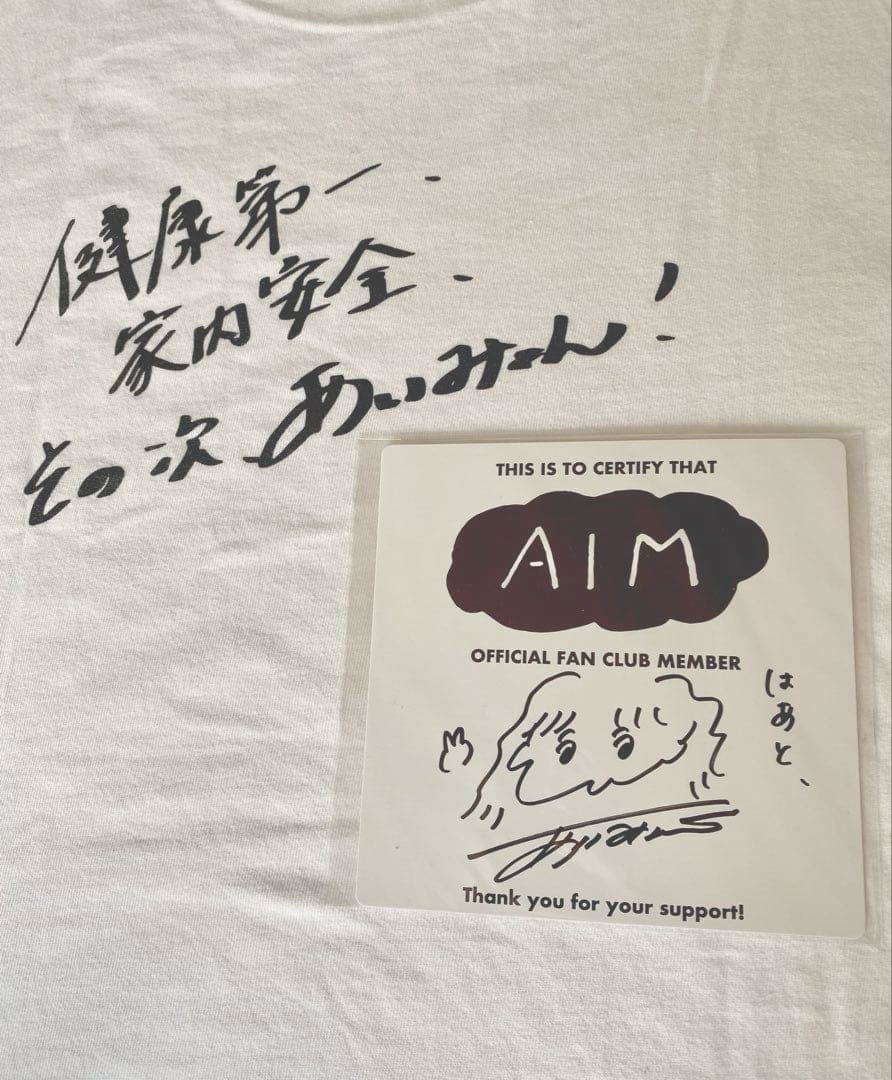 健康第一、
家内安全、
その次、あいみょん!
THIS IS TO CERTIFY THAT
AIM
OFFICIAL FAN CLUB MEMBER
はあと、
Thank you for your support!